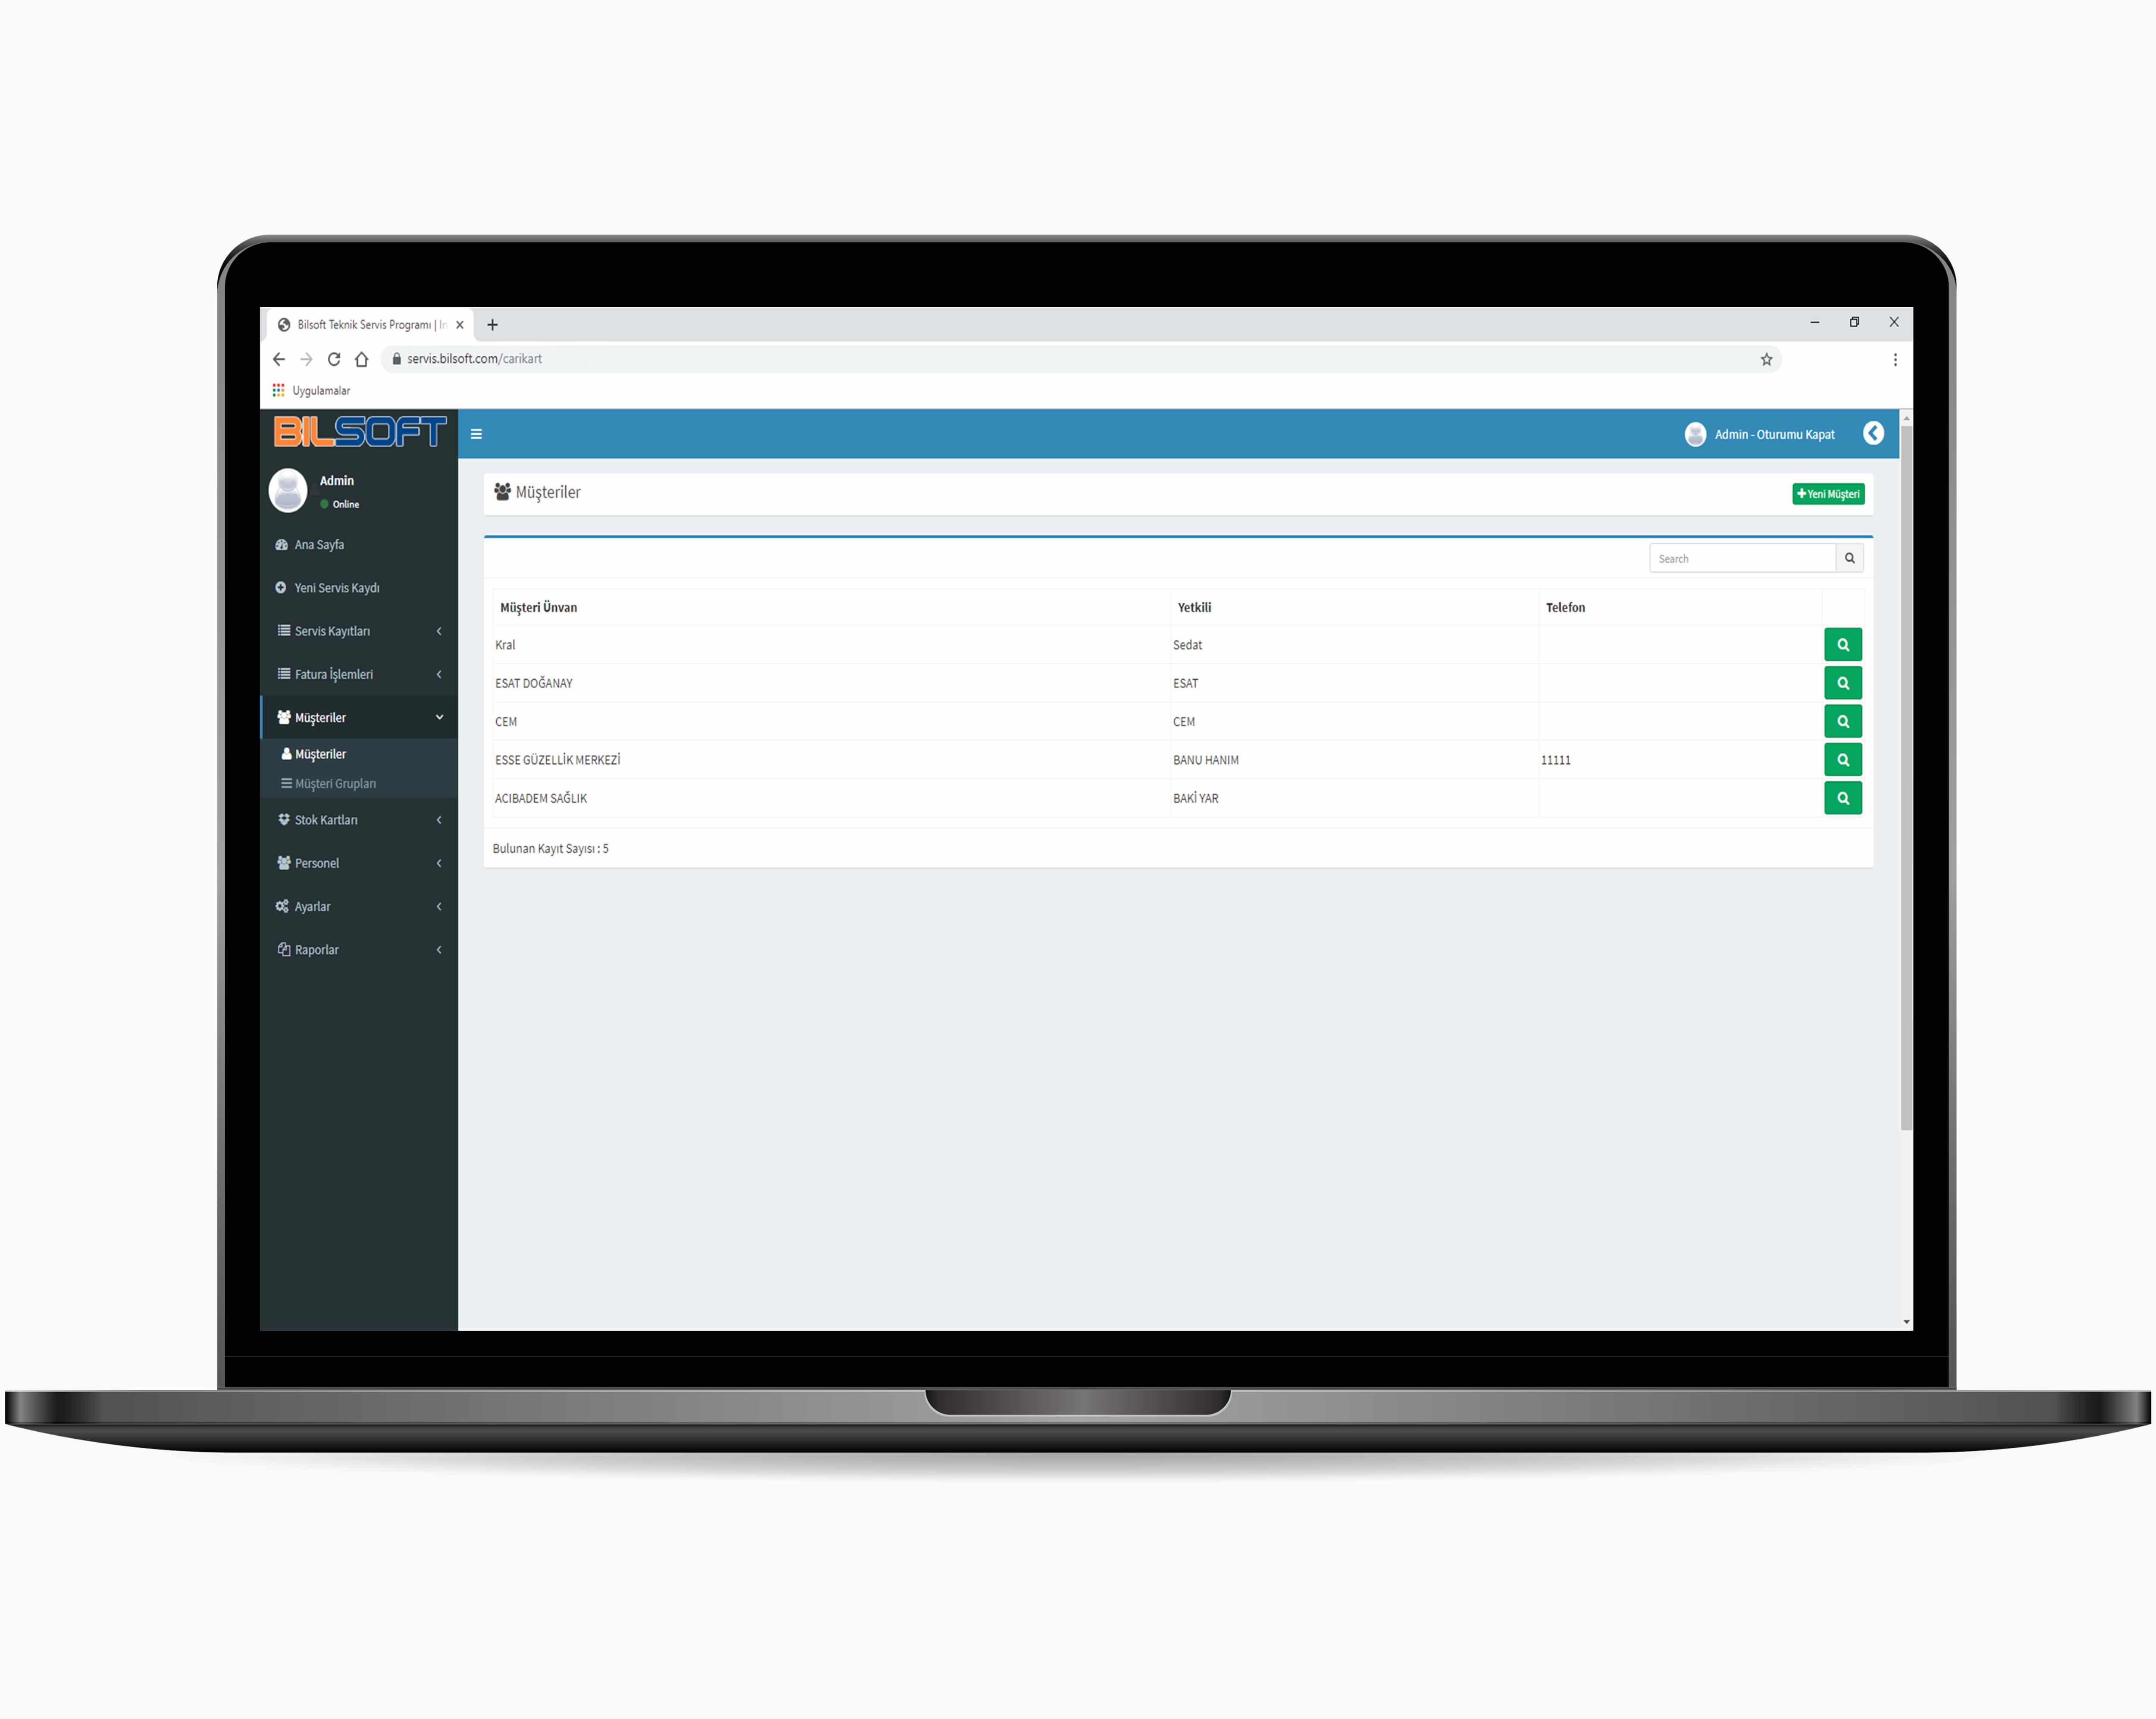 Bilsoft Teknik Servis Programı | In
servis.bilsoft.com/carikart
Uygulamalar
BILSOFT
Admin - Oturumu Kapat
Admin
Online
Ana Sayfa
Yeni Servis Kaydı
Servis Kayıtları
Fatura İşlemleri
Müşteriler
Müşteriler
Müşteri Grupları
Stok Kartları
Personel
Ayarlar
Raporlar
Müşteriler
Yeni Müşteri
Search
Müşteri Ünvan Yetkili Telefon
Kral Sedat
ESAT DOĞANAY ESAT
CEM CEM
ESSE GÜZELLİK MERKEZİ BANU HANIM 11111
ACIBADEM SAĞLIK BAKİ YAR
Bulunan Kayıt Sayısı : 5